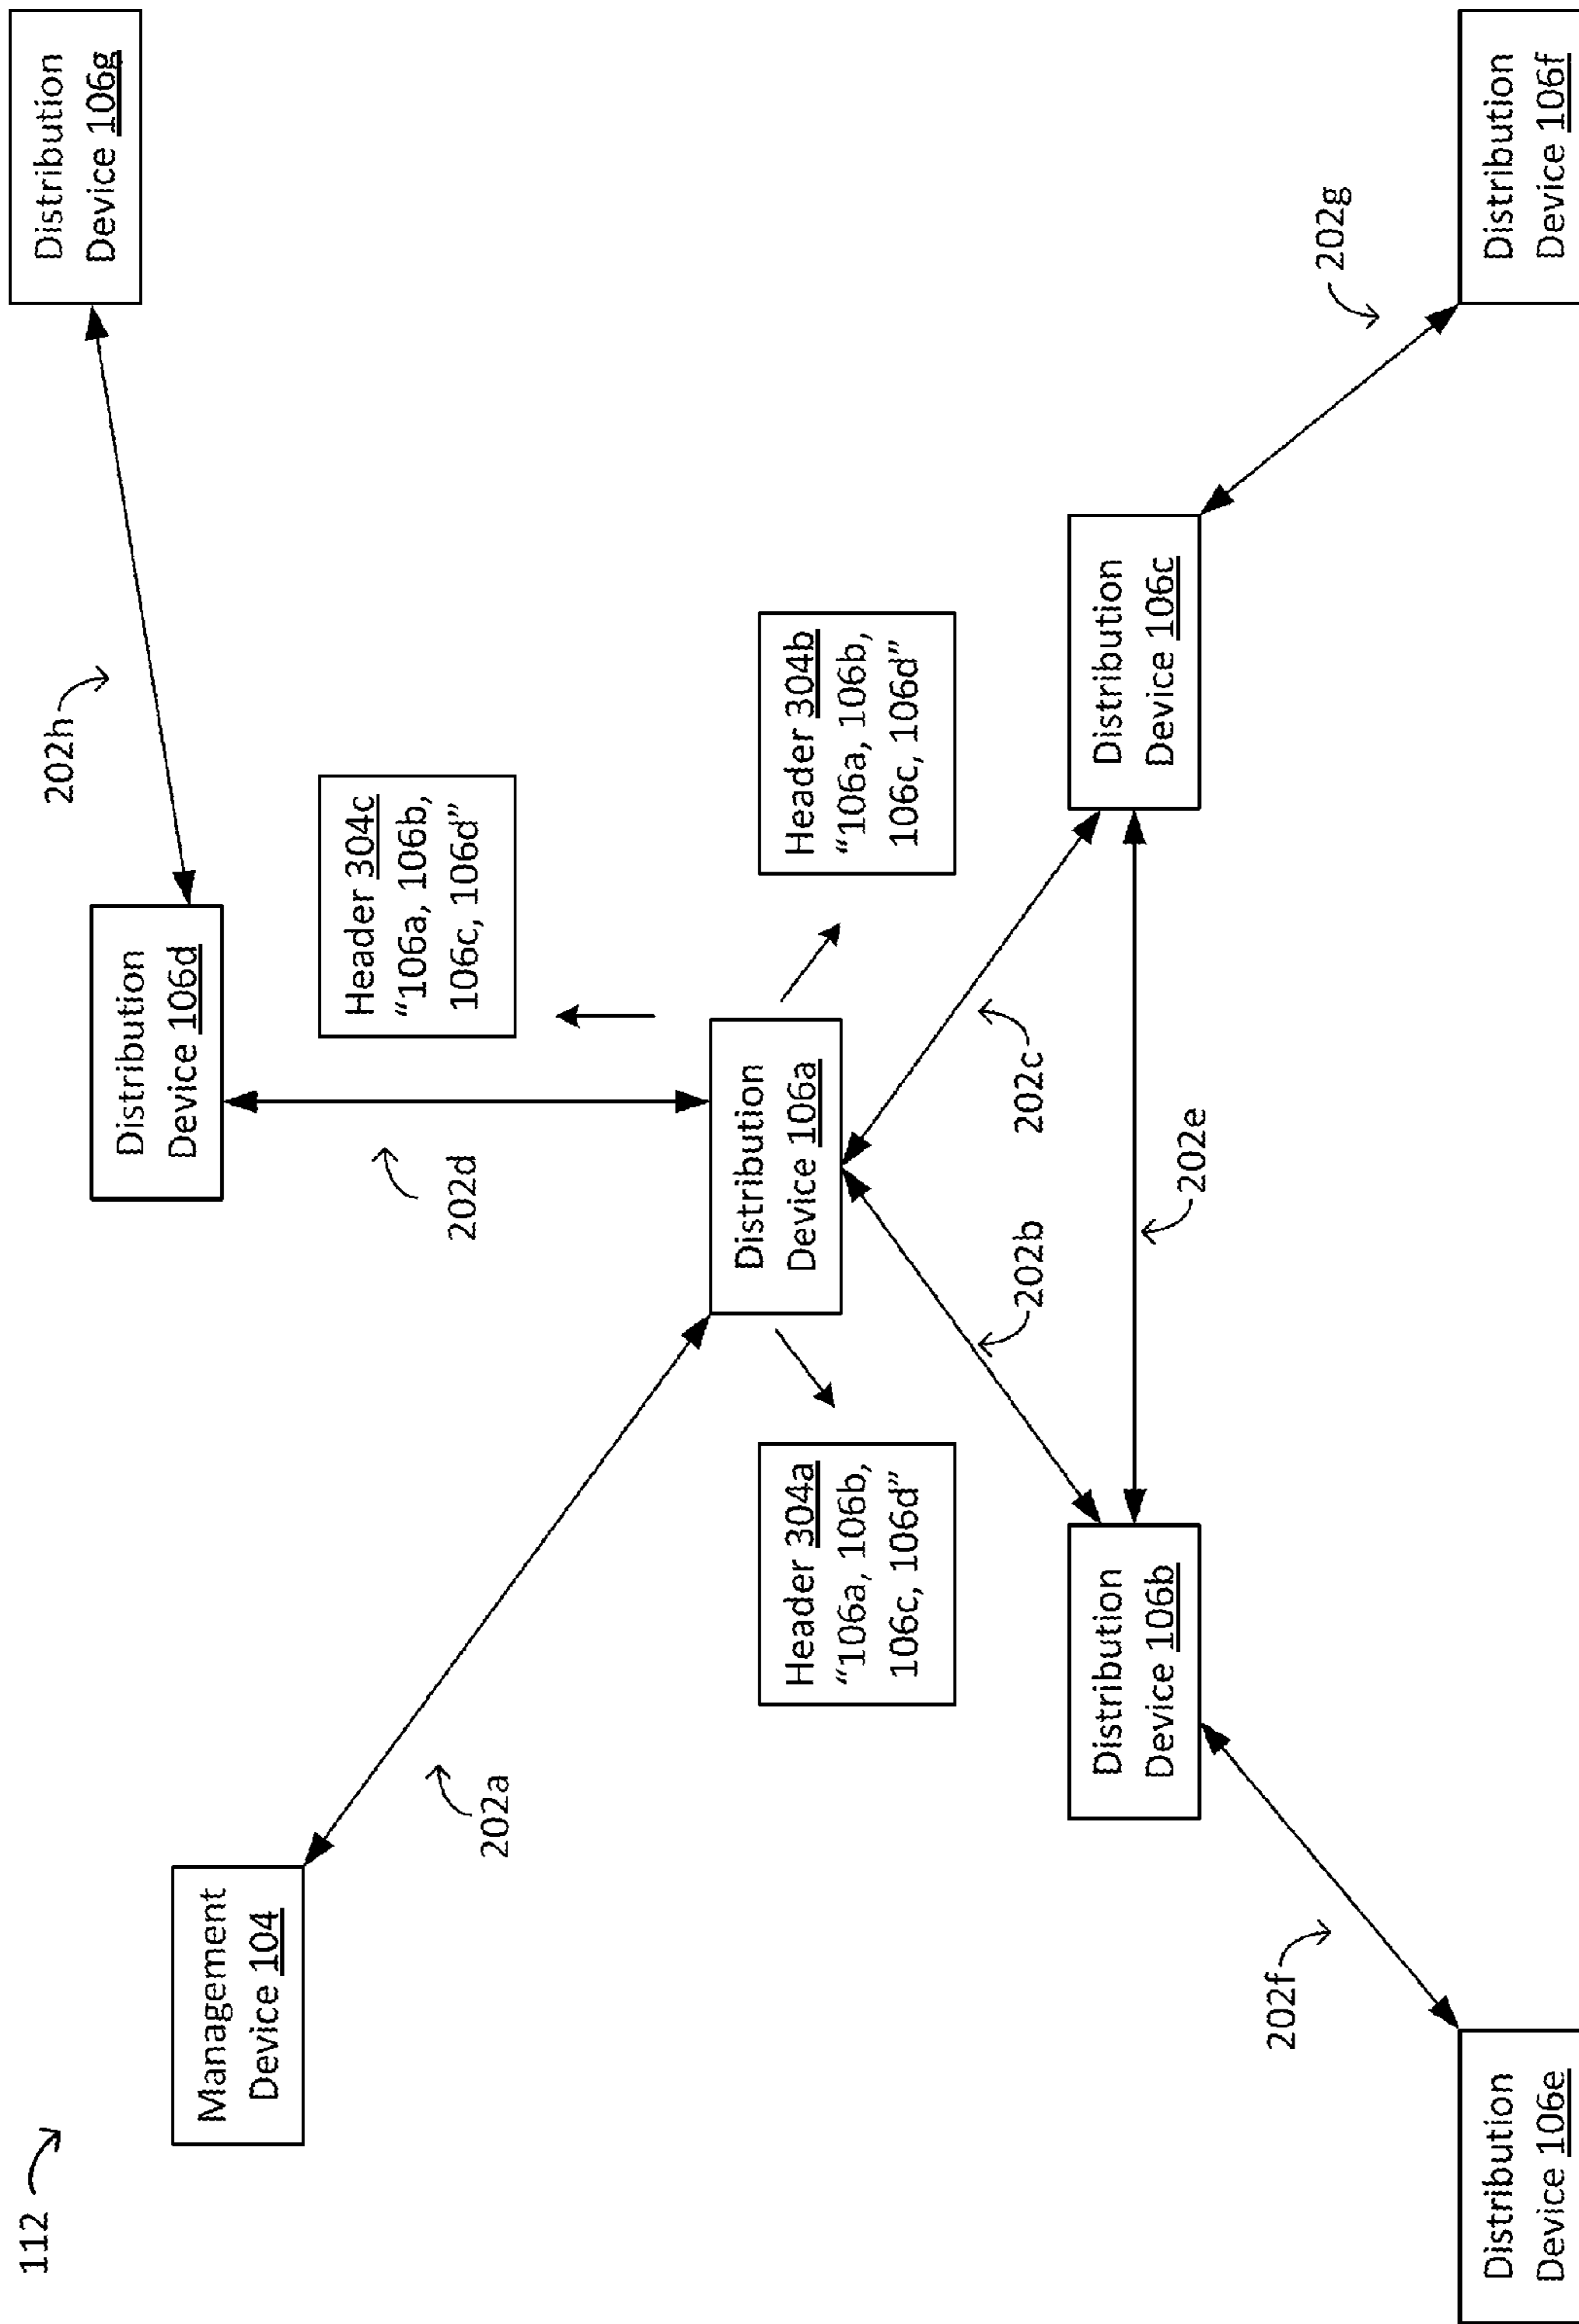 112
Management
Device 104
202a
Distribution
Device 106d
202h
Distribution
Device 106g
202d
Header 304c
“106a, 106b,
106c, 106d”
Distribution
Device 106a
Header 304a
“106a, 106b,
106c, 106d”
Header 304b
“106a, 106b,
106c, 106d”
202b
202c
Distribution
Device 106b
202e
Distribution
Device 106c
202f
202g
Distribution
Device 106e
Distribution
Device 106f